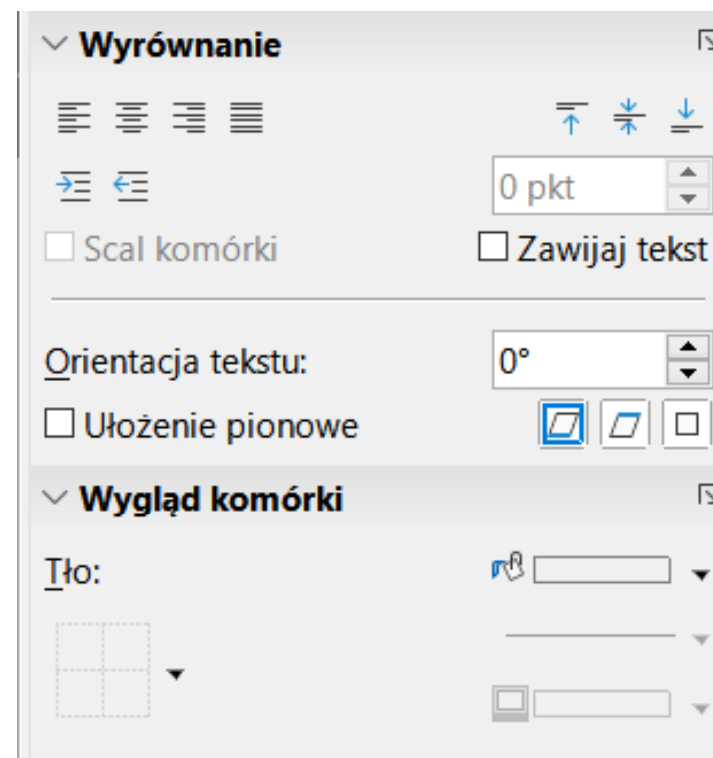 Wyrównanie
0 pkt
Scal komórki
Zawijaj tekst
Orientacja tekstu:
0°
Ułożenie pionowe
Wygląd komórki
Tło: